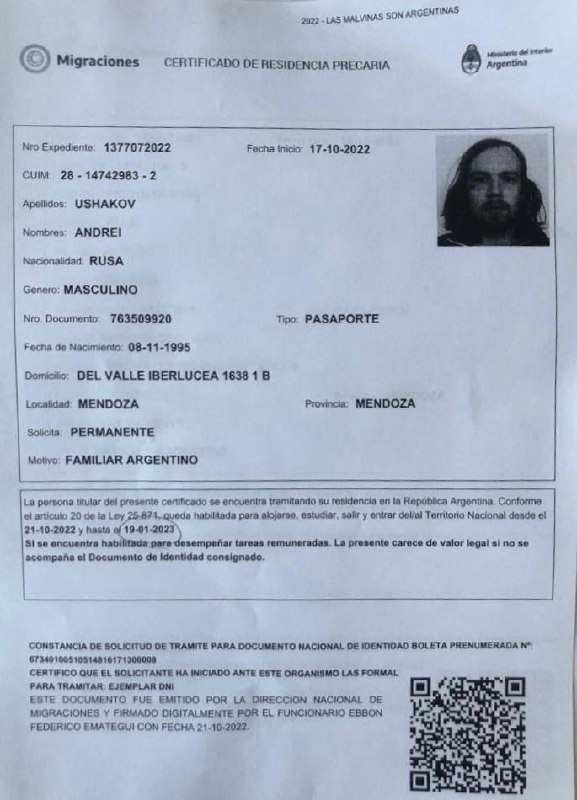 2022 - LAS MALVINAS SON ARGENTINAS
Migraciones
CERTIFICADO DE RESIDENCIA PRECARIA
Ministerio del Interior
Argentina
Nro Expediente: 1377072022 Fecha Inicio: 17-10-2022
CUIM: 28 - 14742983 - 2
Apellidos: USHAKOV
Nombres: ANDREI
Nacionalidad: RUSA
Genero: MASCULINO
Nro. Documento: 763509920 Tipo: PASAPORTE
Fecha de Nacimiento: 08-11-1995
Domicilio: DEL VALLE IBERLUCEA 1638 1 B
Localidad: MENDOZA Provincia: MENDOZA
Solicita: PERMANENTE
Motivo: FAMILIAR ARGENTINO
La persona titular del presente certificado se encuentra tramitando su residencia en la República Argentina. Conforme
el artículo 20 de la Ley 25.871, queda habilitada para alojarse, estudiar, salir y entrar del/al Territorio Nacional desde el
21-10-2022 y hasta el 19-01-2023
SI se encuentra habilitada para desempeñar tareas remuneradas. La presente carece de valor legal si no se
acompaña el Documento de Identidad consignado.
CONSTANCIA DE SOLICITUD DE TRAMITE PARA DOCUMENTO NACIONAL DE IDENTIDAD BOLETA PRENUMERADA Nº:
CERTIFICO QUE EL SOLICITANTE HA INICIADO ANTE ESTE ORGANISMO LAS FORMAL
PARA TRAMITAR: EJEMPLAR DNI
ESTE DOCUMENTO FUE EMITIDO POR LA DIRECCION NACIONAL DE
MIGRACIONES Y FIRMADO DIGITALMENTE POR EL FUNCIONARIO EBBON
FEDERICO EMATEGUI CON FECHA 21-10-2022.